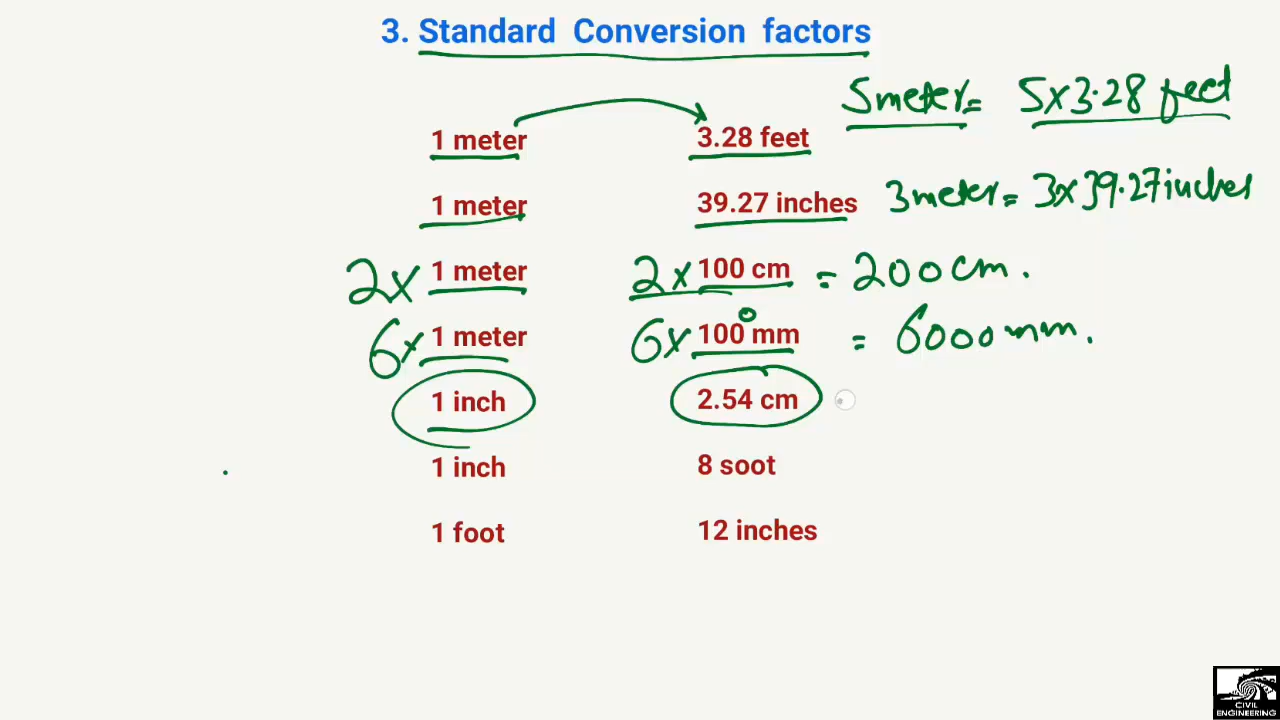 3. Standard Conversion factors
5meter= 5x3.28 feet
1 meter 3.28 feet
1 meter 39.27 inches 3meter= 3x39.27inches
2x 1 meter 2x 100 cm = 200cm.
6x 1 meter 6x 1000 mm = 6000mm.
1 inch 2.54 cm
1 inch 8 soot
1 foot 12 inches
CIVIL
ENGINEERING